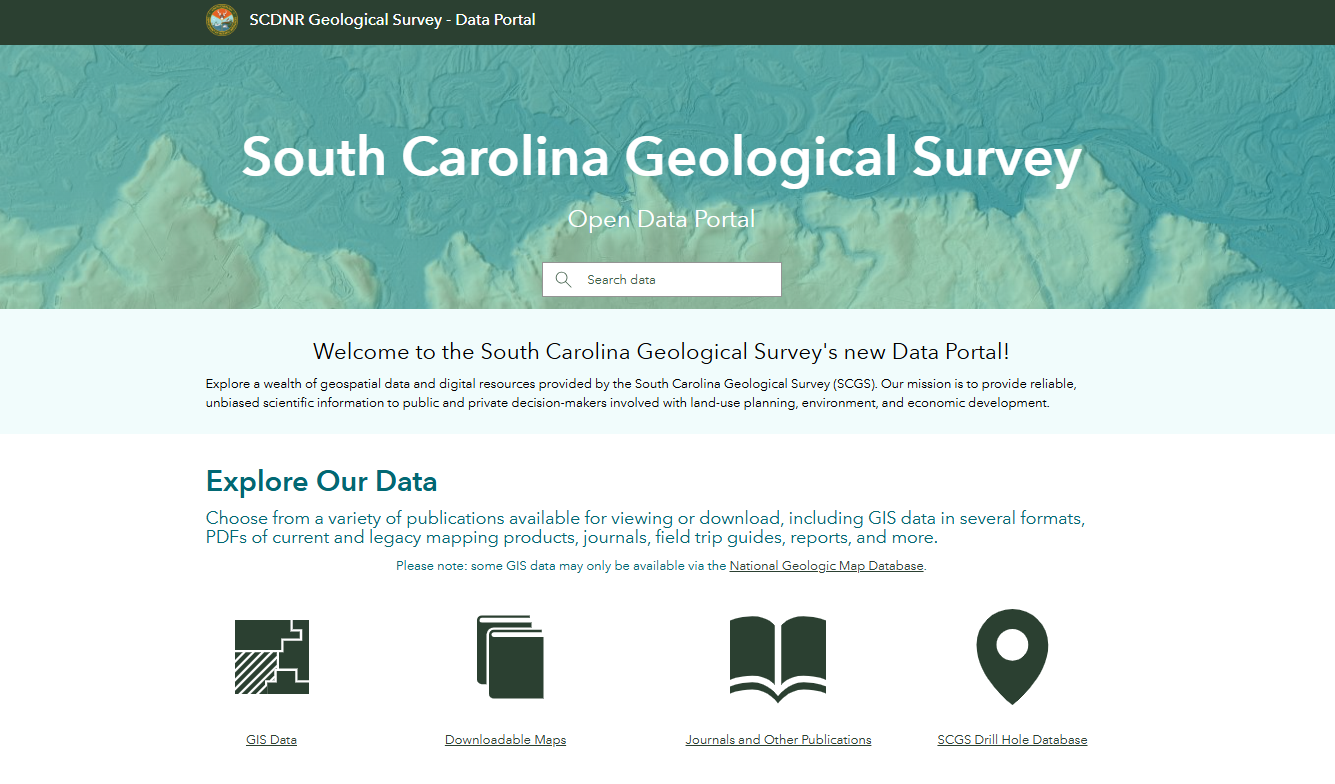 SCDNR Geological Survey - Data Portal
South Carolina Geological Survey
Open Data Portal
Search data
Welcome to the South Carolina Geological Survey's new Data Portal!
Explore a wealth of geospatial data and digital resources provided by the South Carolina Geological Survey (SCGS). Our mission is to provide reliable,
unbiased scientific information to public and private decision-makers involved with land-use planning, environment, and economic development.
Explore Our Data
Choose from a variety of publications available for viewing or download, including GIS data in several formats,
PDFs of current and legacy mapping products, journals, field trip guides, reports, and more.
Please note: some GIS data may only be available via the National Geologic Map Database.
GIS Data
Downloadable Maps
Journals and Other Publications
SCGS Drill Hole Database